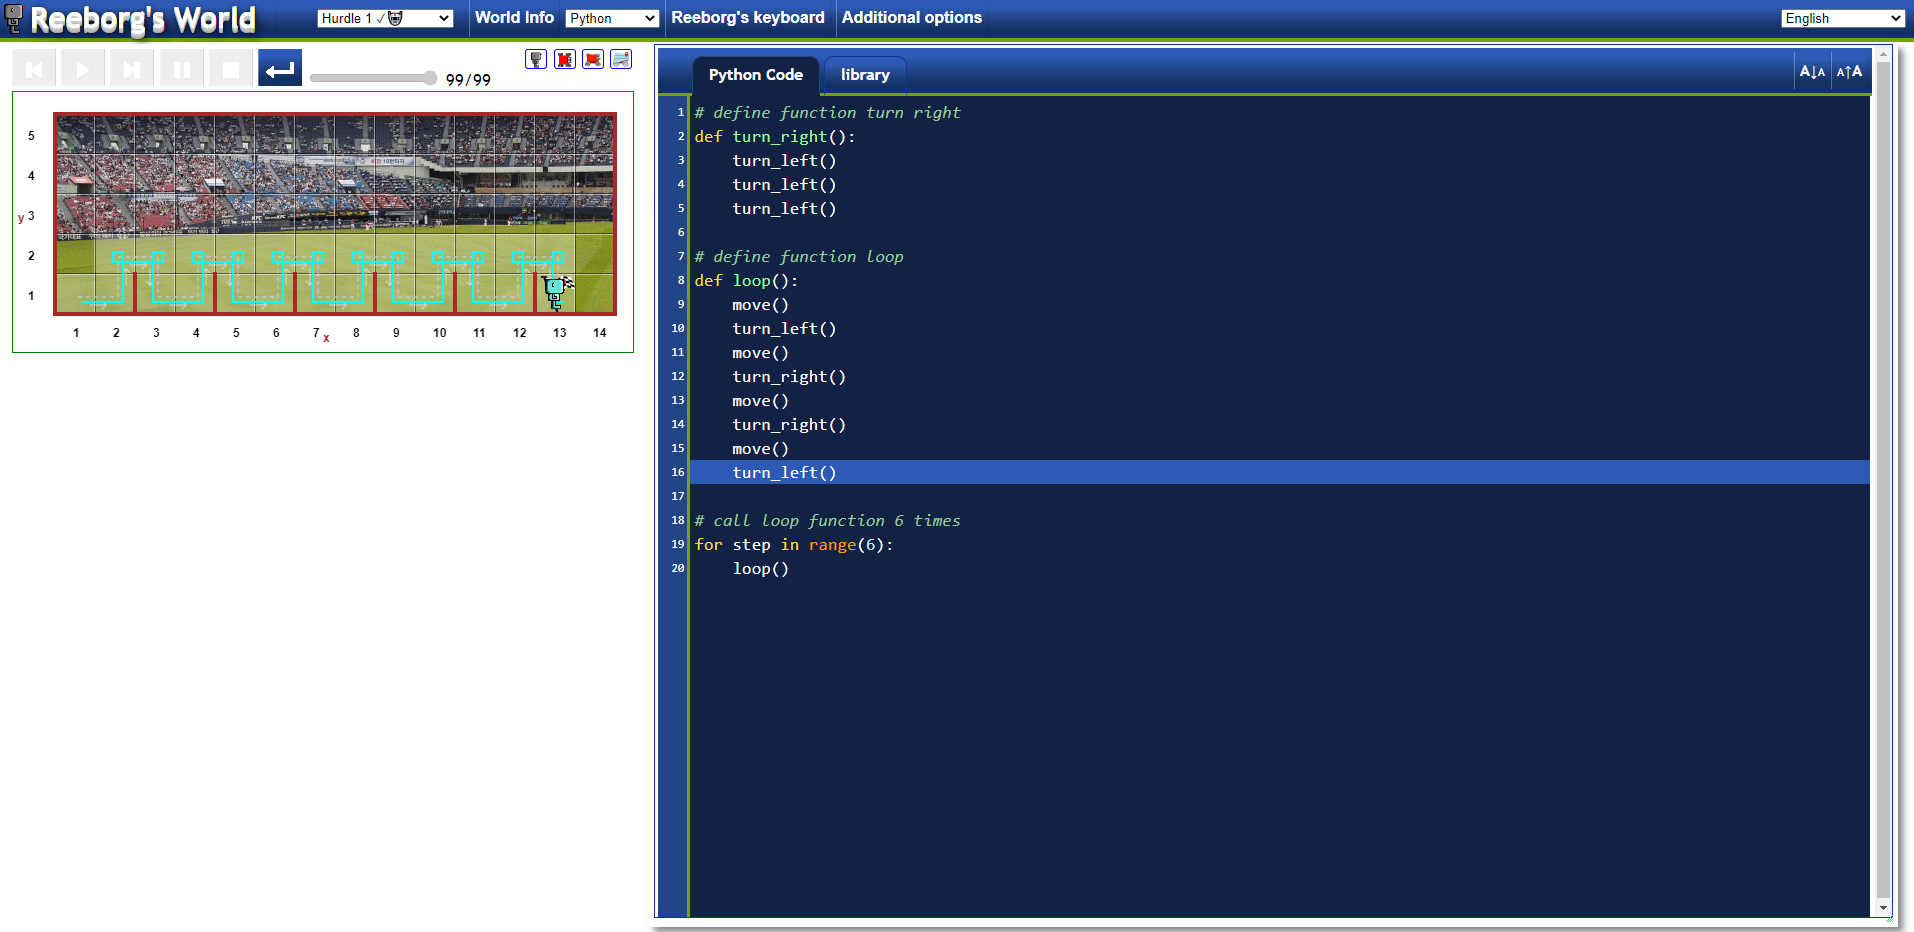 Reeborg's World
Hurdle 1 ✓
World Info
Python
Reeborg's keyboard
Additional options
English
99/99
Python Code
library
A↓A
A↑A
5
4
y 3
2
1
1 2 3 4 5 6 7 x 8 9 10 11 12 13 14
1 # define function turn right
2 def turn_right():
3 turn_left()
4 turn_left()
5 turn_left()
6
7 # define function loop
8 def loop():
9 move()
10 turn_left()
11 move()
12 turn_right()
13 move()
14 turn_right()
15 move()
16 turn_left()
17
18 # call loop function 6 times
19 for step in range(6):
20 loop()